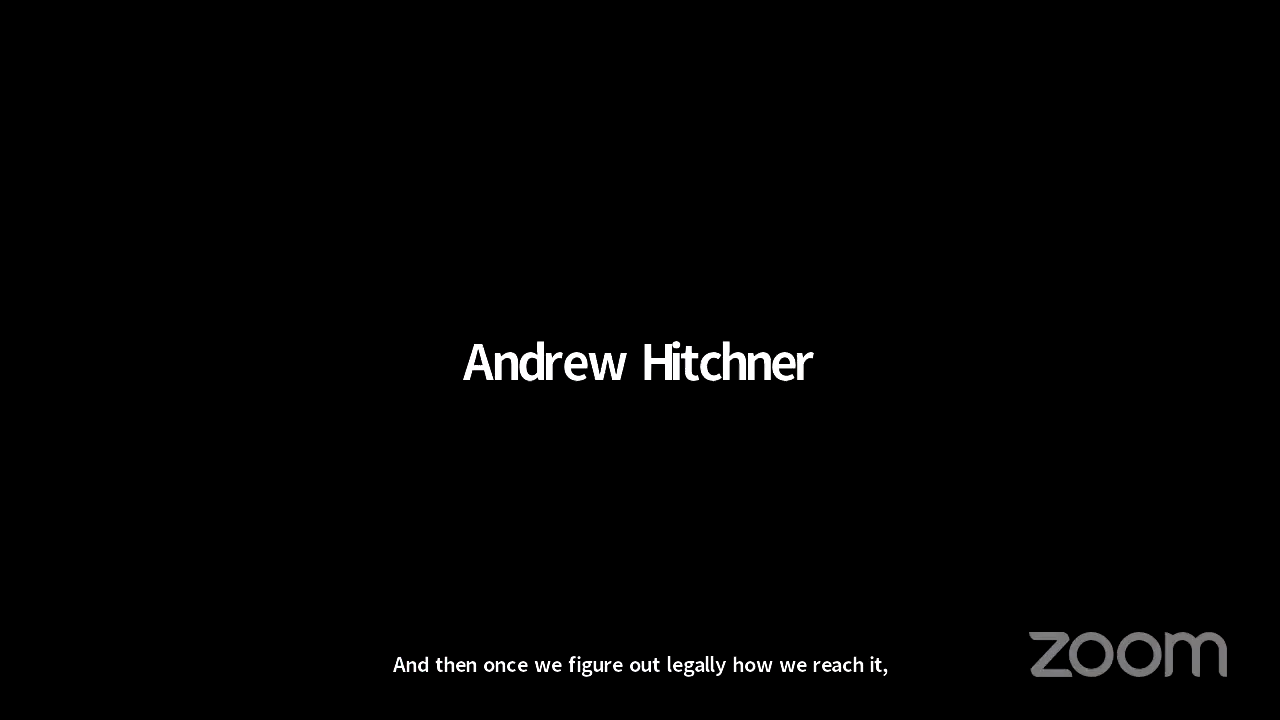 Andrew Hitchner
And then once we figure out legally how we reach it,
zoom